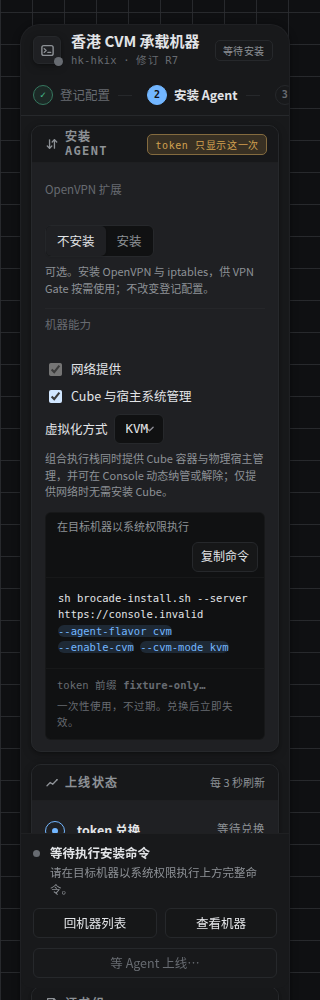 香港 CVM 承载机器
hk-hkix · 修订 R7
等待安装
✓ 登记配置
2 安装 Agent
3
安装 AGENT
token 只显示这一次
OpenVPN 扩展
不安装 安装
可选。安装 OpenVPN 与 iptables，供 VPN
Gate 按需使用；不改变登记配置。
机器能力
网络提供
Cube 与宿主系统管理
虚拟化方式 KVM
组合执行栈同时提供 Cube 容器与物理宿主管
理，并可在 Console 动态纳管或解除；仅提
供网络时无需安装 Cube。
在目标机器以系统权限执行
复制命令
sh brocade-install.sh --server
https://console.invalid
--agent-flavor cvm
--enable-cvm --cvm-mode kvm
token 前缀 fixture-only…
一次性使用，不过期。兑换后立即失
效。
上线状态
每 3 秒刷新
token 兑换
等待兑换
等待执行安装命令
请在目标机器以系统权限执行上方完整命
令。
回机器列表
查看机器
等 Agent 上线…